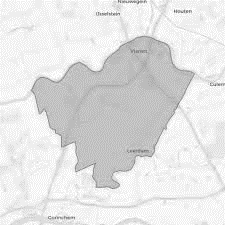 Nieuwegein
IJsselstein
Houten
Vianen
Culem
Leerdam
Gorinchem